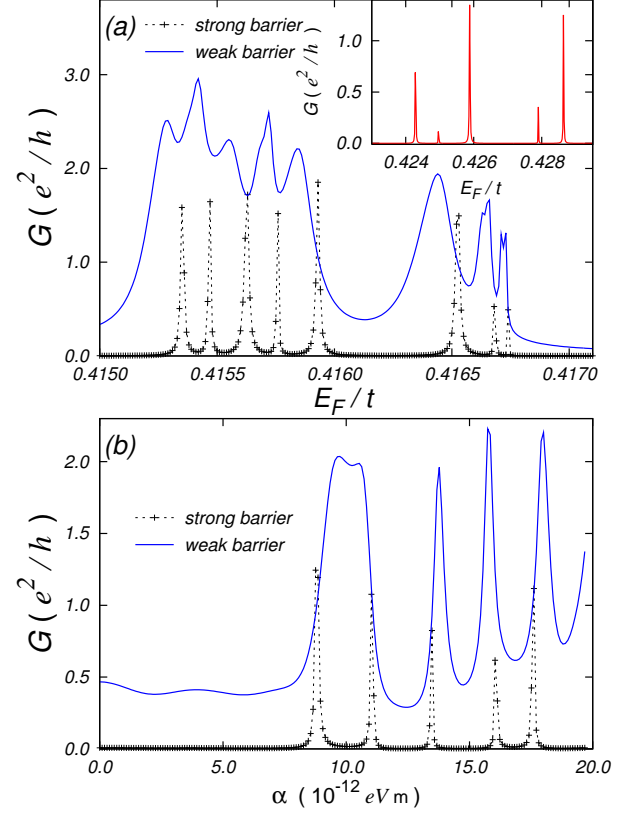 (a)
strong barrier
weak barrier
G ( e² / h )
3.0
2.0
1.0
0.0
0.4150
0.4155
0.4160
0.4165
0.4170
E_F / t
G ( e² / h )
1.0
0.5
0.0
0.424
0.426
0.428
E_F / t
(b)
strong barrier
weak barrier
G ( e² / h )
2.0
1.5
1.0
0.5
0.0
0.0
5.0
10.0
15.0
20.0
α ( 10⁻¹² eV m )